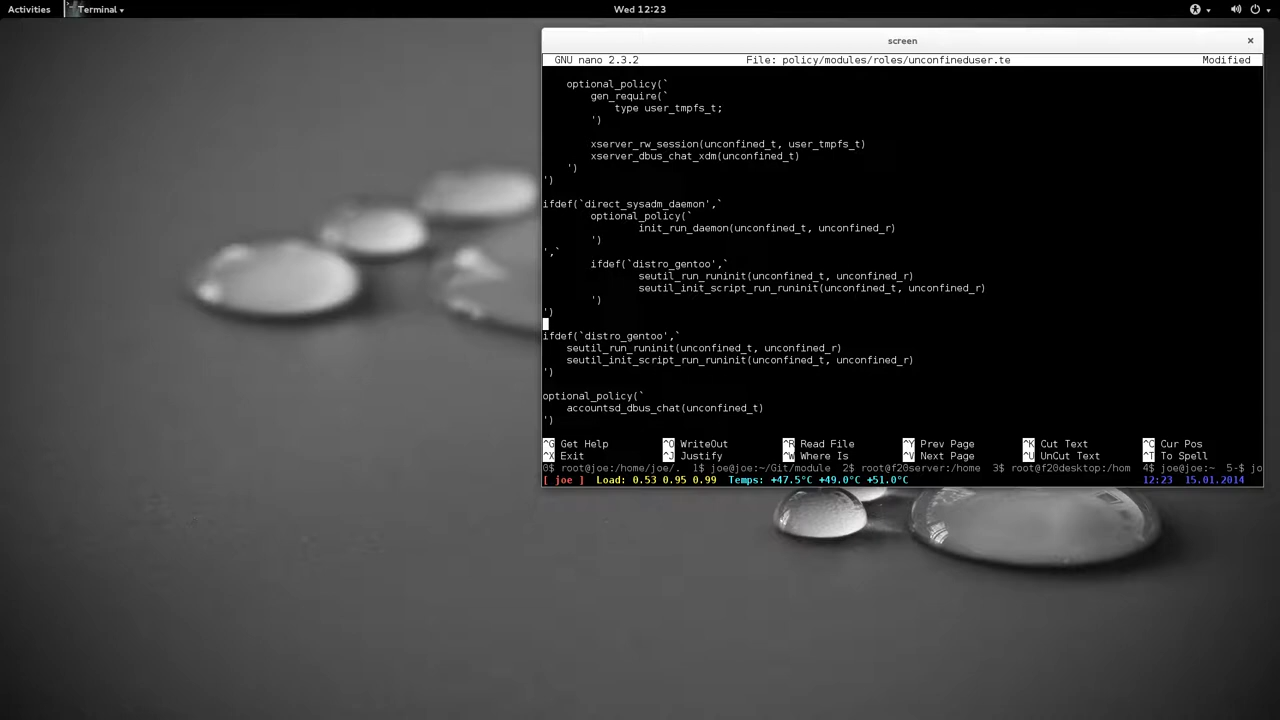 Activities Terminal Wed 12:23
screen ×
GNU nano 2.3.2 File: policy/modules/roles/unconfineduser.te Modified
optional_policy(`
gen_require(`
type user_tmpfs_t;
')
xserver_rw_session(unconfined_t, user_tmpfs_t)
xserver_dbus_chat_xdm(unconfined_t)
')
')
ifdef(`direct_sysadm_daemon',`
optional_policy(`
init_run_daemon(unconfined_t, unconfined_r)
')
',`
ifdef(`distro_gentoo',`
seutil_run_runinit(unconfined_t, unconfined_r)
seutil_init_script_run_runinit(unconfined_t, unconfined_r)
')
')
ifdef(`distro_gentoo',`
seutil_run_runinit(unconfined_t, unconfined_r)
seutil_init_script_run_runinit(unconfined_t, unconfined_r)
')
optional_policy(`
accountsd_dbus_chat(unconfined_t)
')
^G Get Help ^O WriteOut ^R Read File ^Y Prev Page ^K Cut Text ^C Cur Pos
^X Exit ^J Justify ^W Where Is ^V Next Page ^U UnCut Text ^T To Spell
0$ root@joe:/home/joe/. 1$ joe@joe:~/Git/module 2$ root@f20server:/home 3$ root@f20desktop:/hom 4$ joe@joe:~ 5-$ jo
[ joe ] Load: 0.53 0.95 0.99 Temps: +47.5°C +49.0°C +51.0°C 12:23 15.01.2014